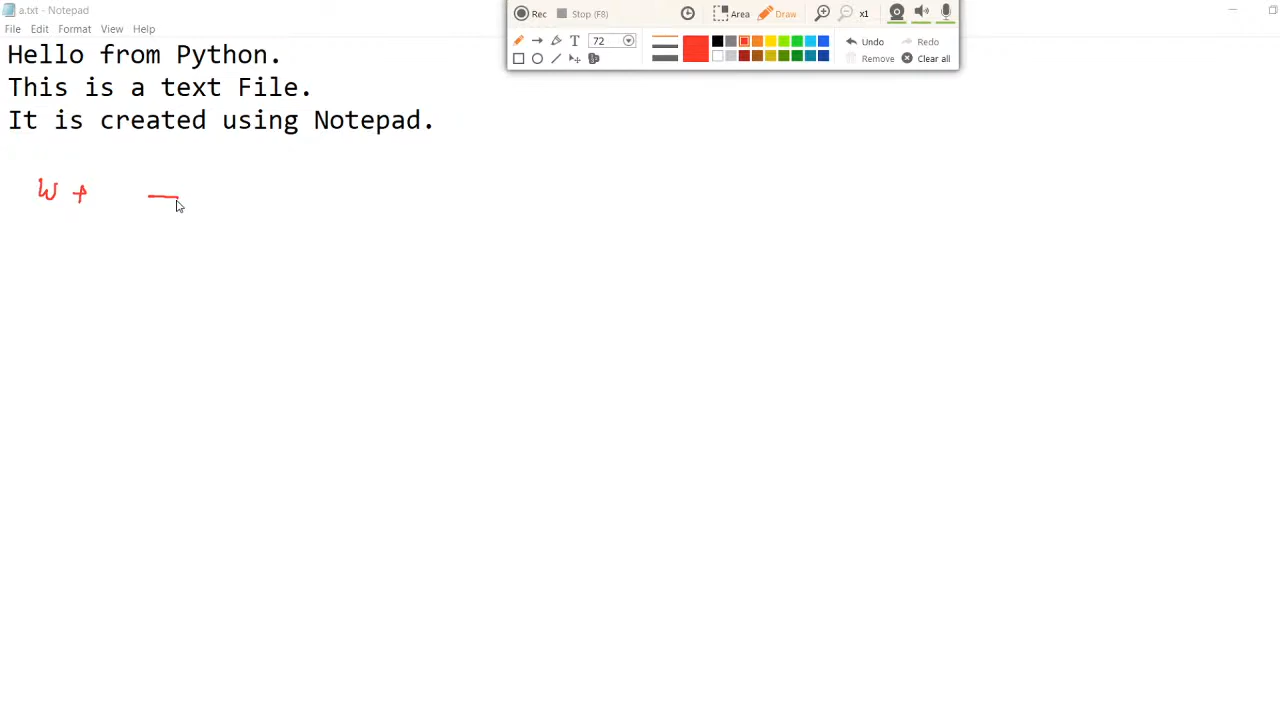 a.txt - Notepad
Rec Stop (F8) Area Draw x1
File Edit Format View Help
T 72 Undo Redo
Remove Clear all
Hello from Python.
This is a text File.
It is created using Notepad.
W +